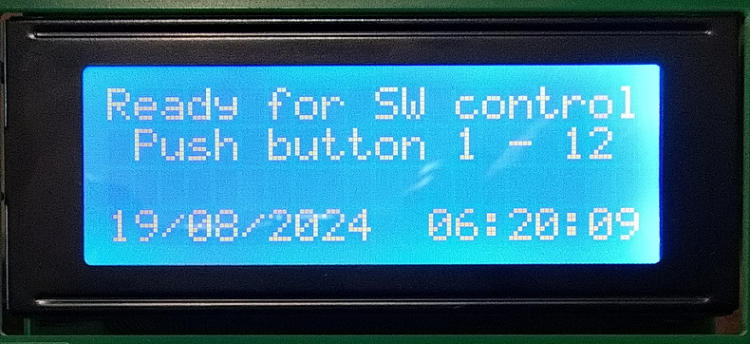 Ready for SW control
Push button 1 - 12
19/08/2024 06:20:09